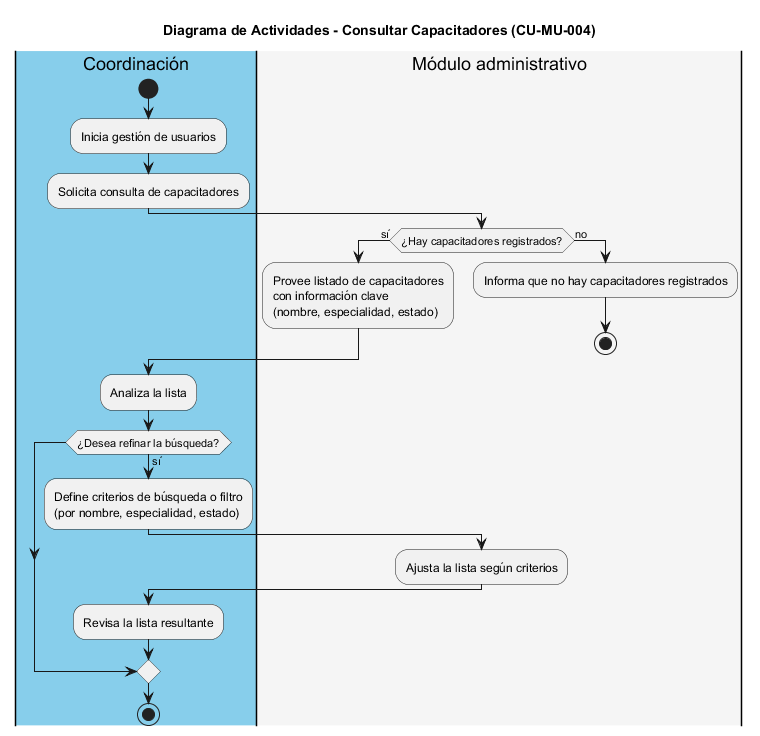 Diagrama de Actividades - Consultar Capacitadores (CU-MU-004)
Coordinación
Módulo administrativo
Inicia gestión de usuarios
Solicita consulta de capacitadores
sí
¿Hay capacitadores registrados?
no
Provee listado de capacitadores
con información clave
(nombre, especialidad, estado)
Informa que no hay capacitadores registrados
Analiza la lista
¿Desea refinar la búsqueda?
sí
Define criterios de búsqueda o filtro
(por nombre, especialidad, estado)
Ajusta la lista según criterios
Revisa la lista resultante